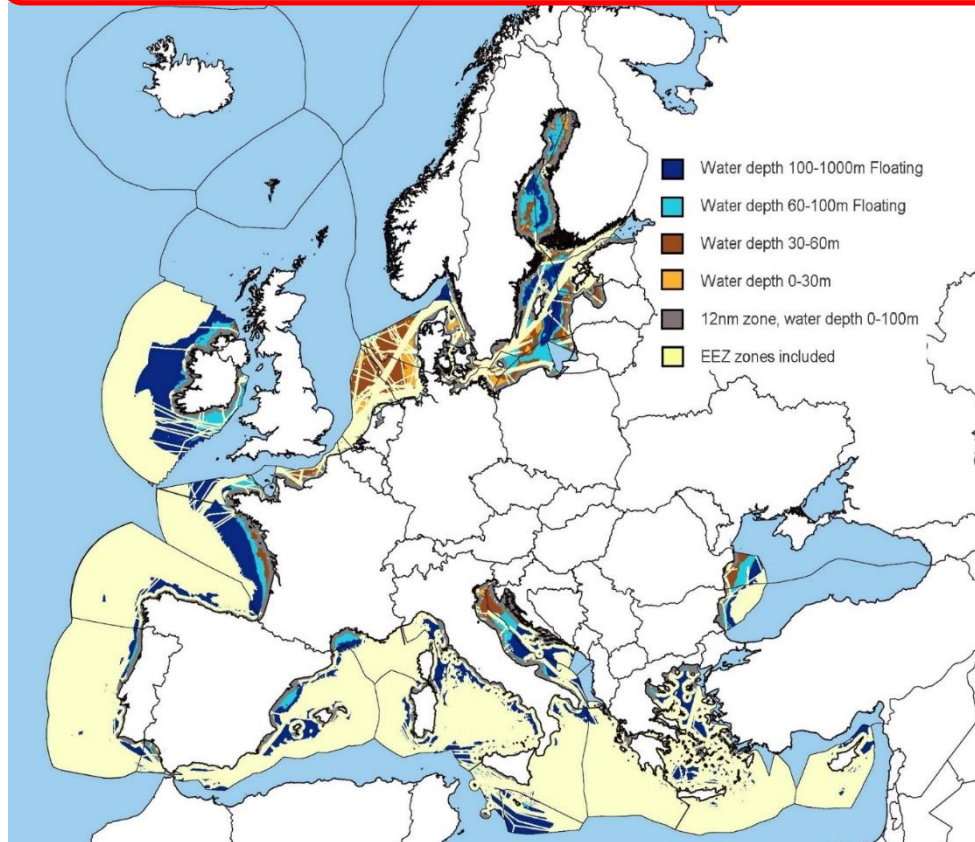 Water depth 100-1000m Floating
Water depth 60-100m Floating
Water depth 30-60m
Water depth 0-30m
12nm zone, water depth 0-100m
EEZ zones included